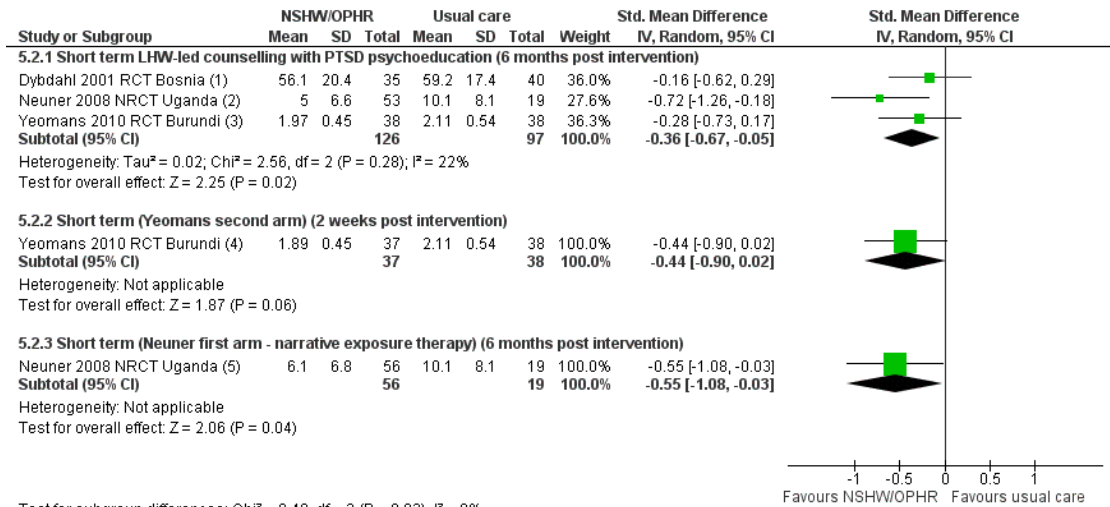 NSHW/OPHR Usual care Std. Mean Difference Std. Mean Difference
Study or Subgroup Mean SD Total Mean SD Total Weight IV, Random, 95% CI IV, Random, 95% CI
5.2.1 Short term LHW-led counselling with PTSD psychoeducation (6 months post intervention)
Dybdahl 2001 RCT Bosnia (1) 56.1 20.4 35 59.2 17.4 40 36.0% -0.16 [-0.62, 0.29]
Neuner 2008 NRCT Uganda (2) 5 6.6 53 10.1 8.1 19 27.6% -0.72 [-1.26, -0.18]
Yeomans 2010 RCT Burundi (3) 1.97 0.45 38 2.11 0.54 38 36.3% -0.28 [-0.73, 0.17]
Subtotal (95% CI) 126 97 100.0% -0.36 [-0.67, -0.05]
Heterogeneity: Tau² = 0.02; Chi² = 2.56, df = 2 (P = 0.28); I² = 22%
Test for overall effect: Z = 2.25 (P = 0.02)
5.2.2 Short term (Yeomans second arm) (2 weeks post intervention)
Yeomans 2010 RCT Burundi (4) 1.89 0.45 37 2.11 0.54 38 100.0% -0.44 [-0.90, 0.02]
Subtotal (95% CI) 37 38 100.0% -0.44 [-0.90, 0.02]
Heterogeneity: Not applicable
Test for overall effect: Z = 1.87 (P = 0.06)
5.2.3 Short term (Neuner first arm - narrative exposure therapy) (6 months post intervention)
Neuner 2008 NRCT Uganda (5) 6.1 6.8 56 10.1 8.1 19 100.0% -0.55 [-1.08, -0.03]
Subtotal (95% CI) 56 19 100.0% -0.55 [-1.08, -0.03]
Heterogeneity: Not applicable
Test for overall effect: Z = 2.06 (P = 0.04)
-1 -0.5 0 0.5 1
Favours NSHW/OPHR Favours usual care